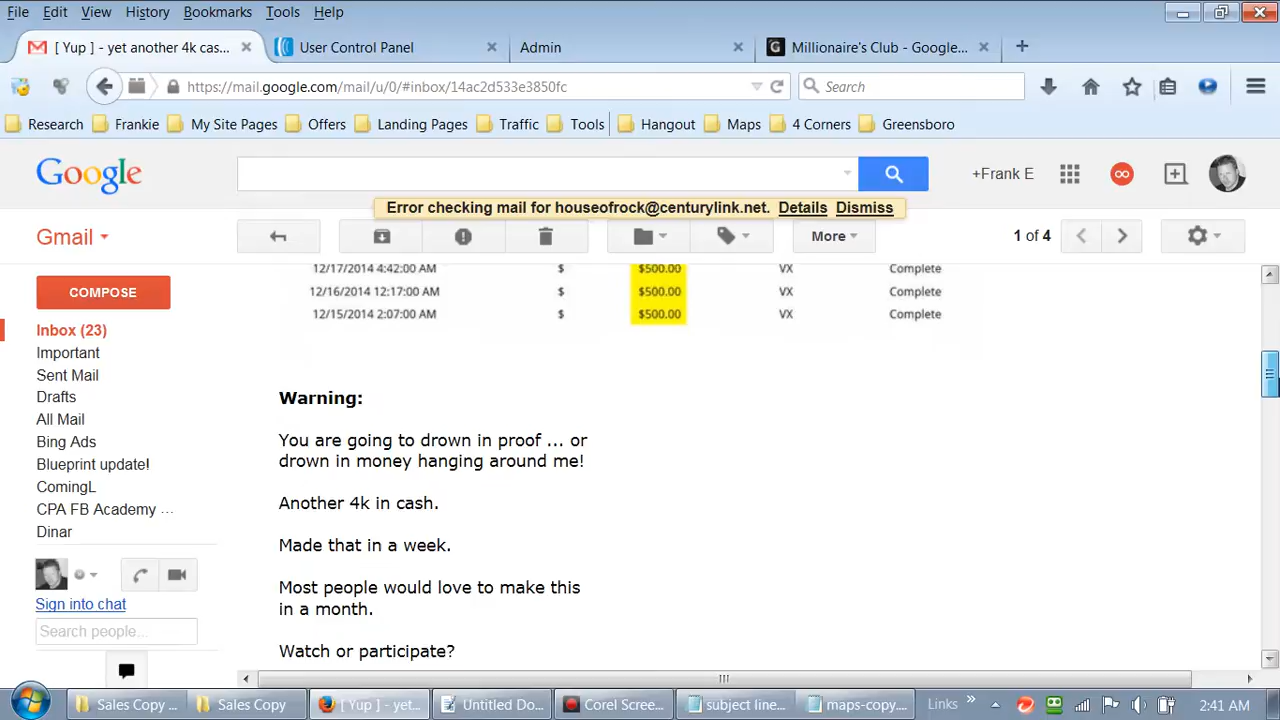 File Edit View History Bookmarks Tools Help
[ Yup ] - yet another 4k cas... User Control Panel Admin Millionaire's Club - Google...
https://mail.google.com/mail/u/0/#inbox/14ac2d533e3850fc Search
Research Frankie My Site Pages Offers Landing Pages Traffic Tools Hangout Maps 4 Corners Greensboro
Google +Frank E
Error checking mail for houseofrock@centurylink.net. Details Dismiss
Gmail More 1 of 4
COMPOSE
Inbox (23)
Important
Sent Mail
Drafts
All Mail
Bing Ads
Blueprint update!
ComingL
CPA FB Academy ...
Dinar
Sign into chat
Search people...
12/17/2014 4:42:00 AM $ $500.00 VX Complete
12/16/2014 12:17:00 AM $ $500.00 VX Complete
12/15/2014 2:07:00 AM $ $500.00 VX Complete
Warning:
You are going to drown in proof ... or
drown in money hanging around me!
Another 4k in cash.
Made that in a week.
Most people would love to make this
in a month.
Watch or participate?
Sales Copy ... Sales Copy [ Yup ] - yet... Untitled Do... Corel Scree... subject line... maps-copy.... Links » 2:41 AM